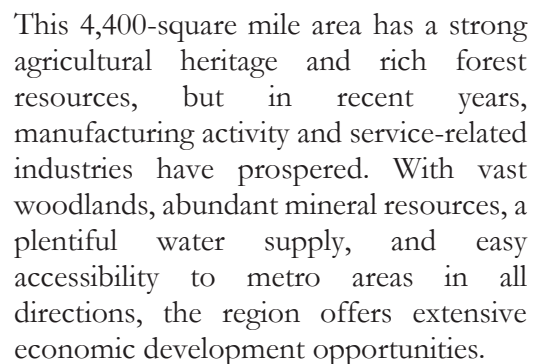 This 4,400-square mile area has a strong
agricultural heritage and rich forest
resources, but in recent years,
manufacturing activity and service-related
industries have prospered. With vast
woodlands, abundant mineral resources, a
plentiful water supply, and easy
accessibility to metro areas in all
directions, the region offers extensive
economic development opportunities.